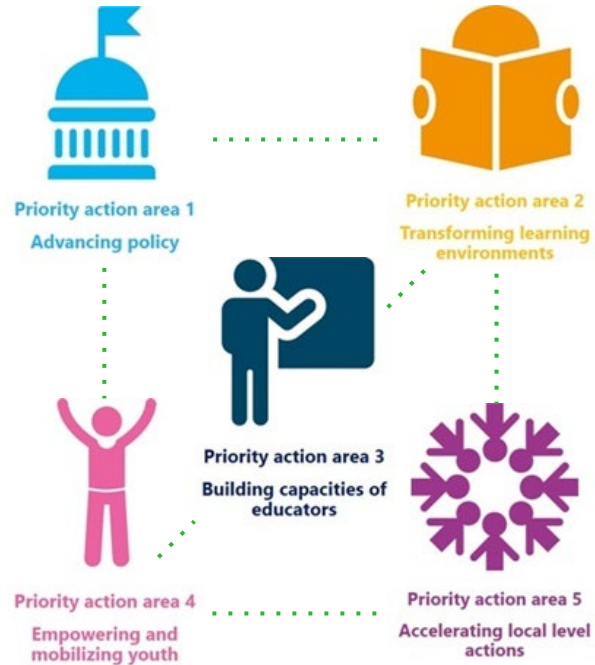 Priority action area 1
Advancing policy
Priority action area 2
Transforming learning
environments
Priority action area 3
Building capacities of
educators
Priority action area 4
Empowering and
mobilizing youth
Priority action area 5
Accelerating local level
actions